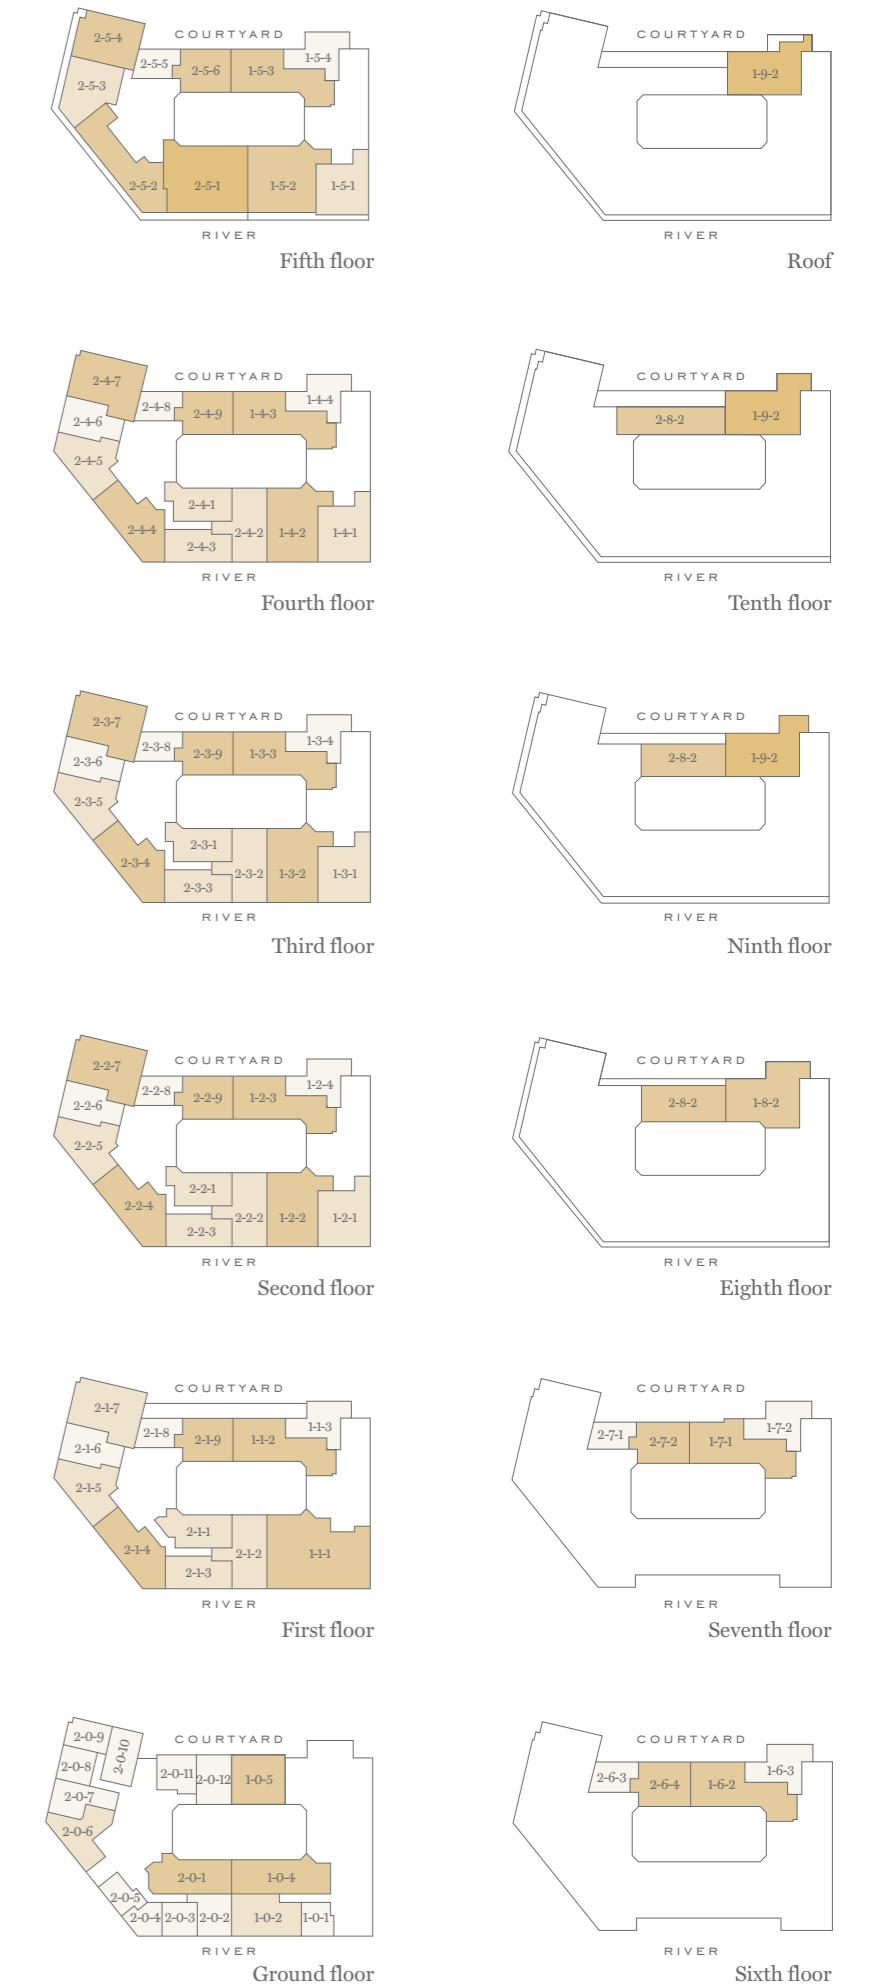 COURTYARD
2-5-4
2-5-5
2-5-6
1-5-3
1-5-4
2-5-3
2-5-2
2-5-1
1-5-2
1-5-1
RIVER
Fifth floor
COURTYARD
1-9-2
RIVER
Roof
COURTYARD
2-4-7
2-4-8
2-4-9
1-4-3
1-4-4
2-4-6
2-4-5
2-4-1
2-4-4
2-4-2
1-4-2
1-4-1
2-4-3
RIVER
Fourth floor
COURTYARD
2-8-2
1-9-2
RIVER
Tenth floor
COURTYARD
2-3-7
2-3-8
2-3-9
1-3-3
1-3-4
2-3-6
2-3-5
2-3-1
2-3-4
2-3-2
1-3-2
1-3-1
2-3-3
RIVER
Third floor
COURTYARD
2-8-2
1-9-2
RIVER
Ninth floor
COURTYARD
2-2-7
2-2-8
2-2-9
1-2-3
1-2-4
2-2-6
2-2-5
2-2-1
2-2-4
2-2-2
1-2-2
1-2-1
2-2-3
RIVER
Second floor
COURTYARD
2-8-2
1-8-2
RIVER
Eighth floor
COURTYARD
2-1-7
2-1-8
2-1-9
1-1-2
1-1-3
2-1-6
2-1-5
2-1-1
2-1-4
2-1-2
1-1-1
2-1-3
RIVER
First floor
COURTYARD
2-7-1
2-7-2
1-7-1
1-7-2
RIVER
Seventh floor
COURTYARD
2-0-9
2-0-10
2-0-8
2-0-11
2-0-12
1-0-5
2-0-7
2-0-6
2-0-1
1-0-4
2-0-5
2-0-4
2-0-3
2-0-2
1-0-2
1-0-1
RIVER
Ground floor
COURTYARD
2-6-3
2-6-4
1-6-2
1-6-3
RIVER
Sixth floor